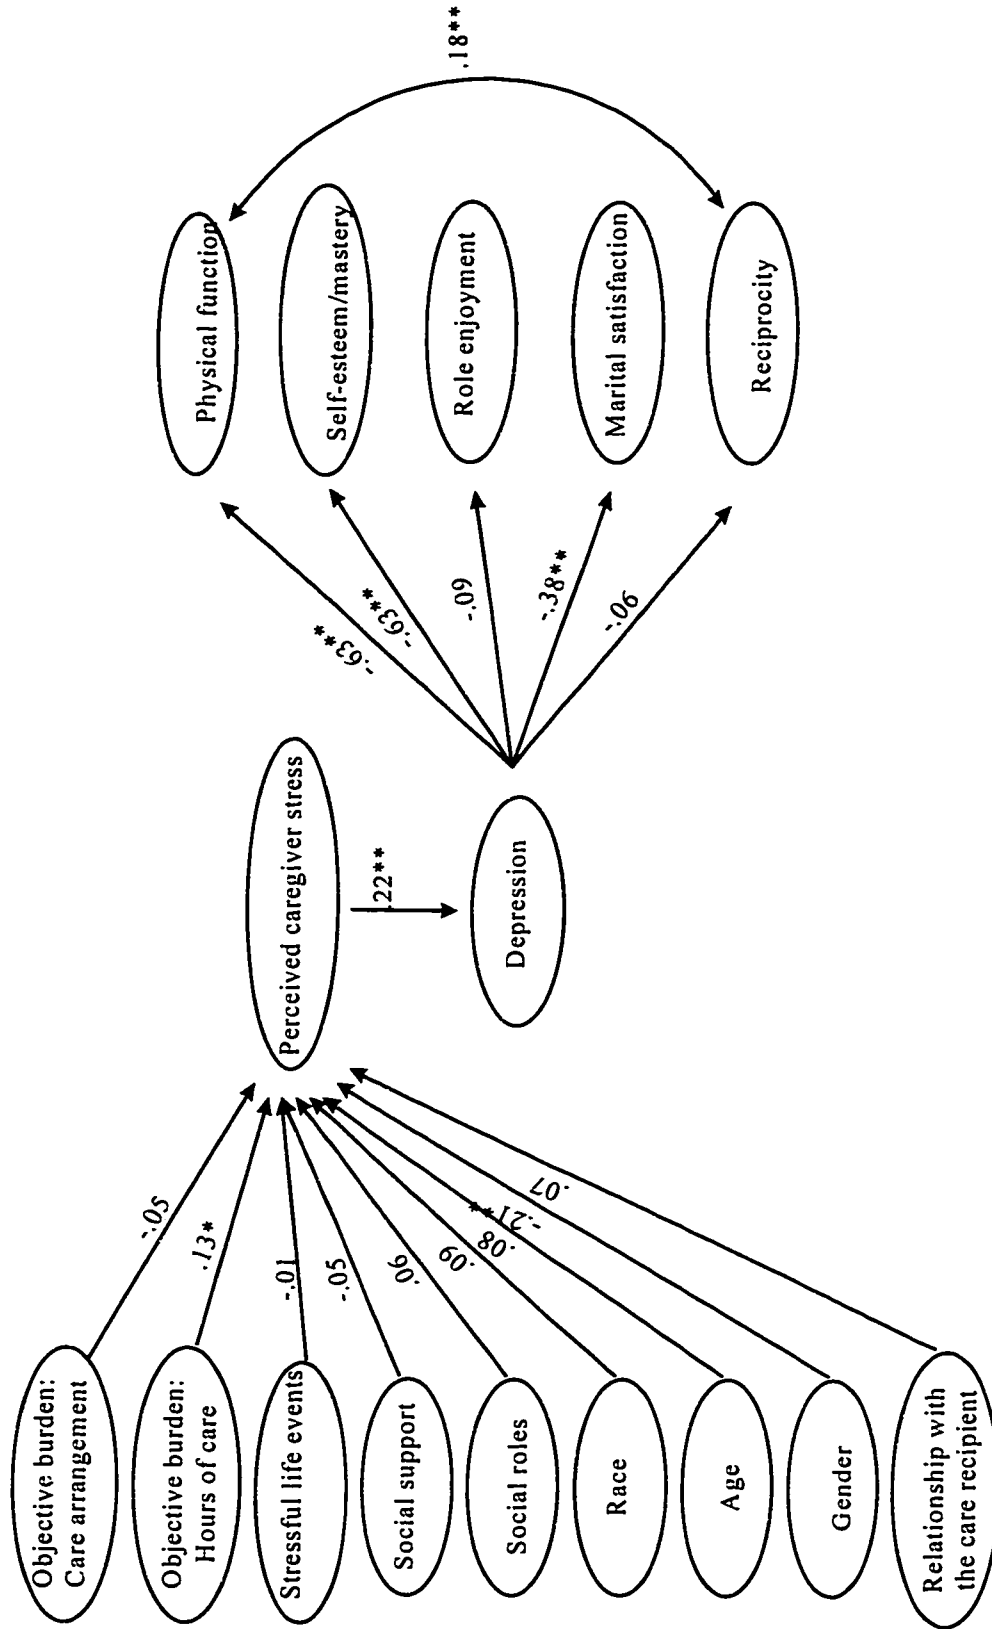 Objective burden:
Care arrangement
Objective burden:
Hours of care
Stressful life events
Social support
Social roles
Race
Age
Gender
Relationship with
the care recipient
-.05
.13*
-.01
-.05
.06
.09
.08
-.21**
.07
Perceived caregiver stress
.22**
Depression
-.63**
-.63**
-.09
-.38**
-.06
Physical function
Self-esteem/mastery
Role enjoyment
Marital satisfaction
Reciprocity
.18**